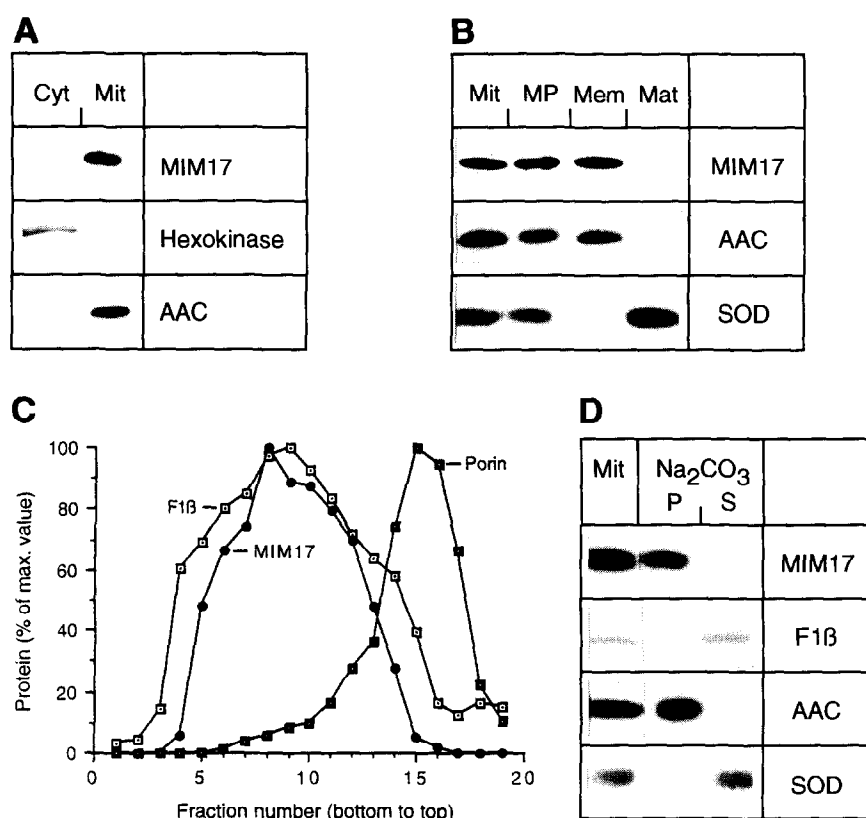 A
Cyt Mit
MIM17
Hexokinase
AAC
B
Mit MP Mem Mat
MIM17
AAC
SOD
C
Protein (% of max. value)
100
80
60
40
20
0
F1ß
MIM17
Porin
0 5 10 15 20
Fraction number (bottom to top)
D
Mit Na2CO3
P S
MIM17
F1ß
AAC
SOD